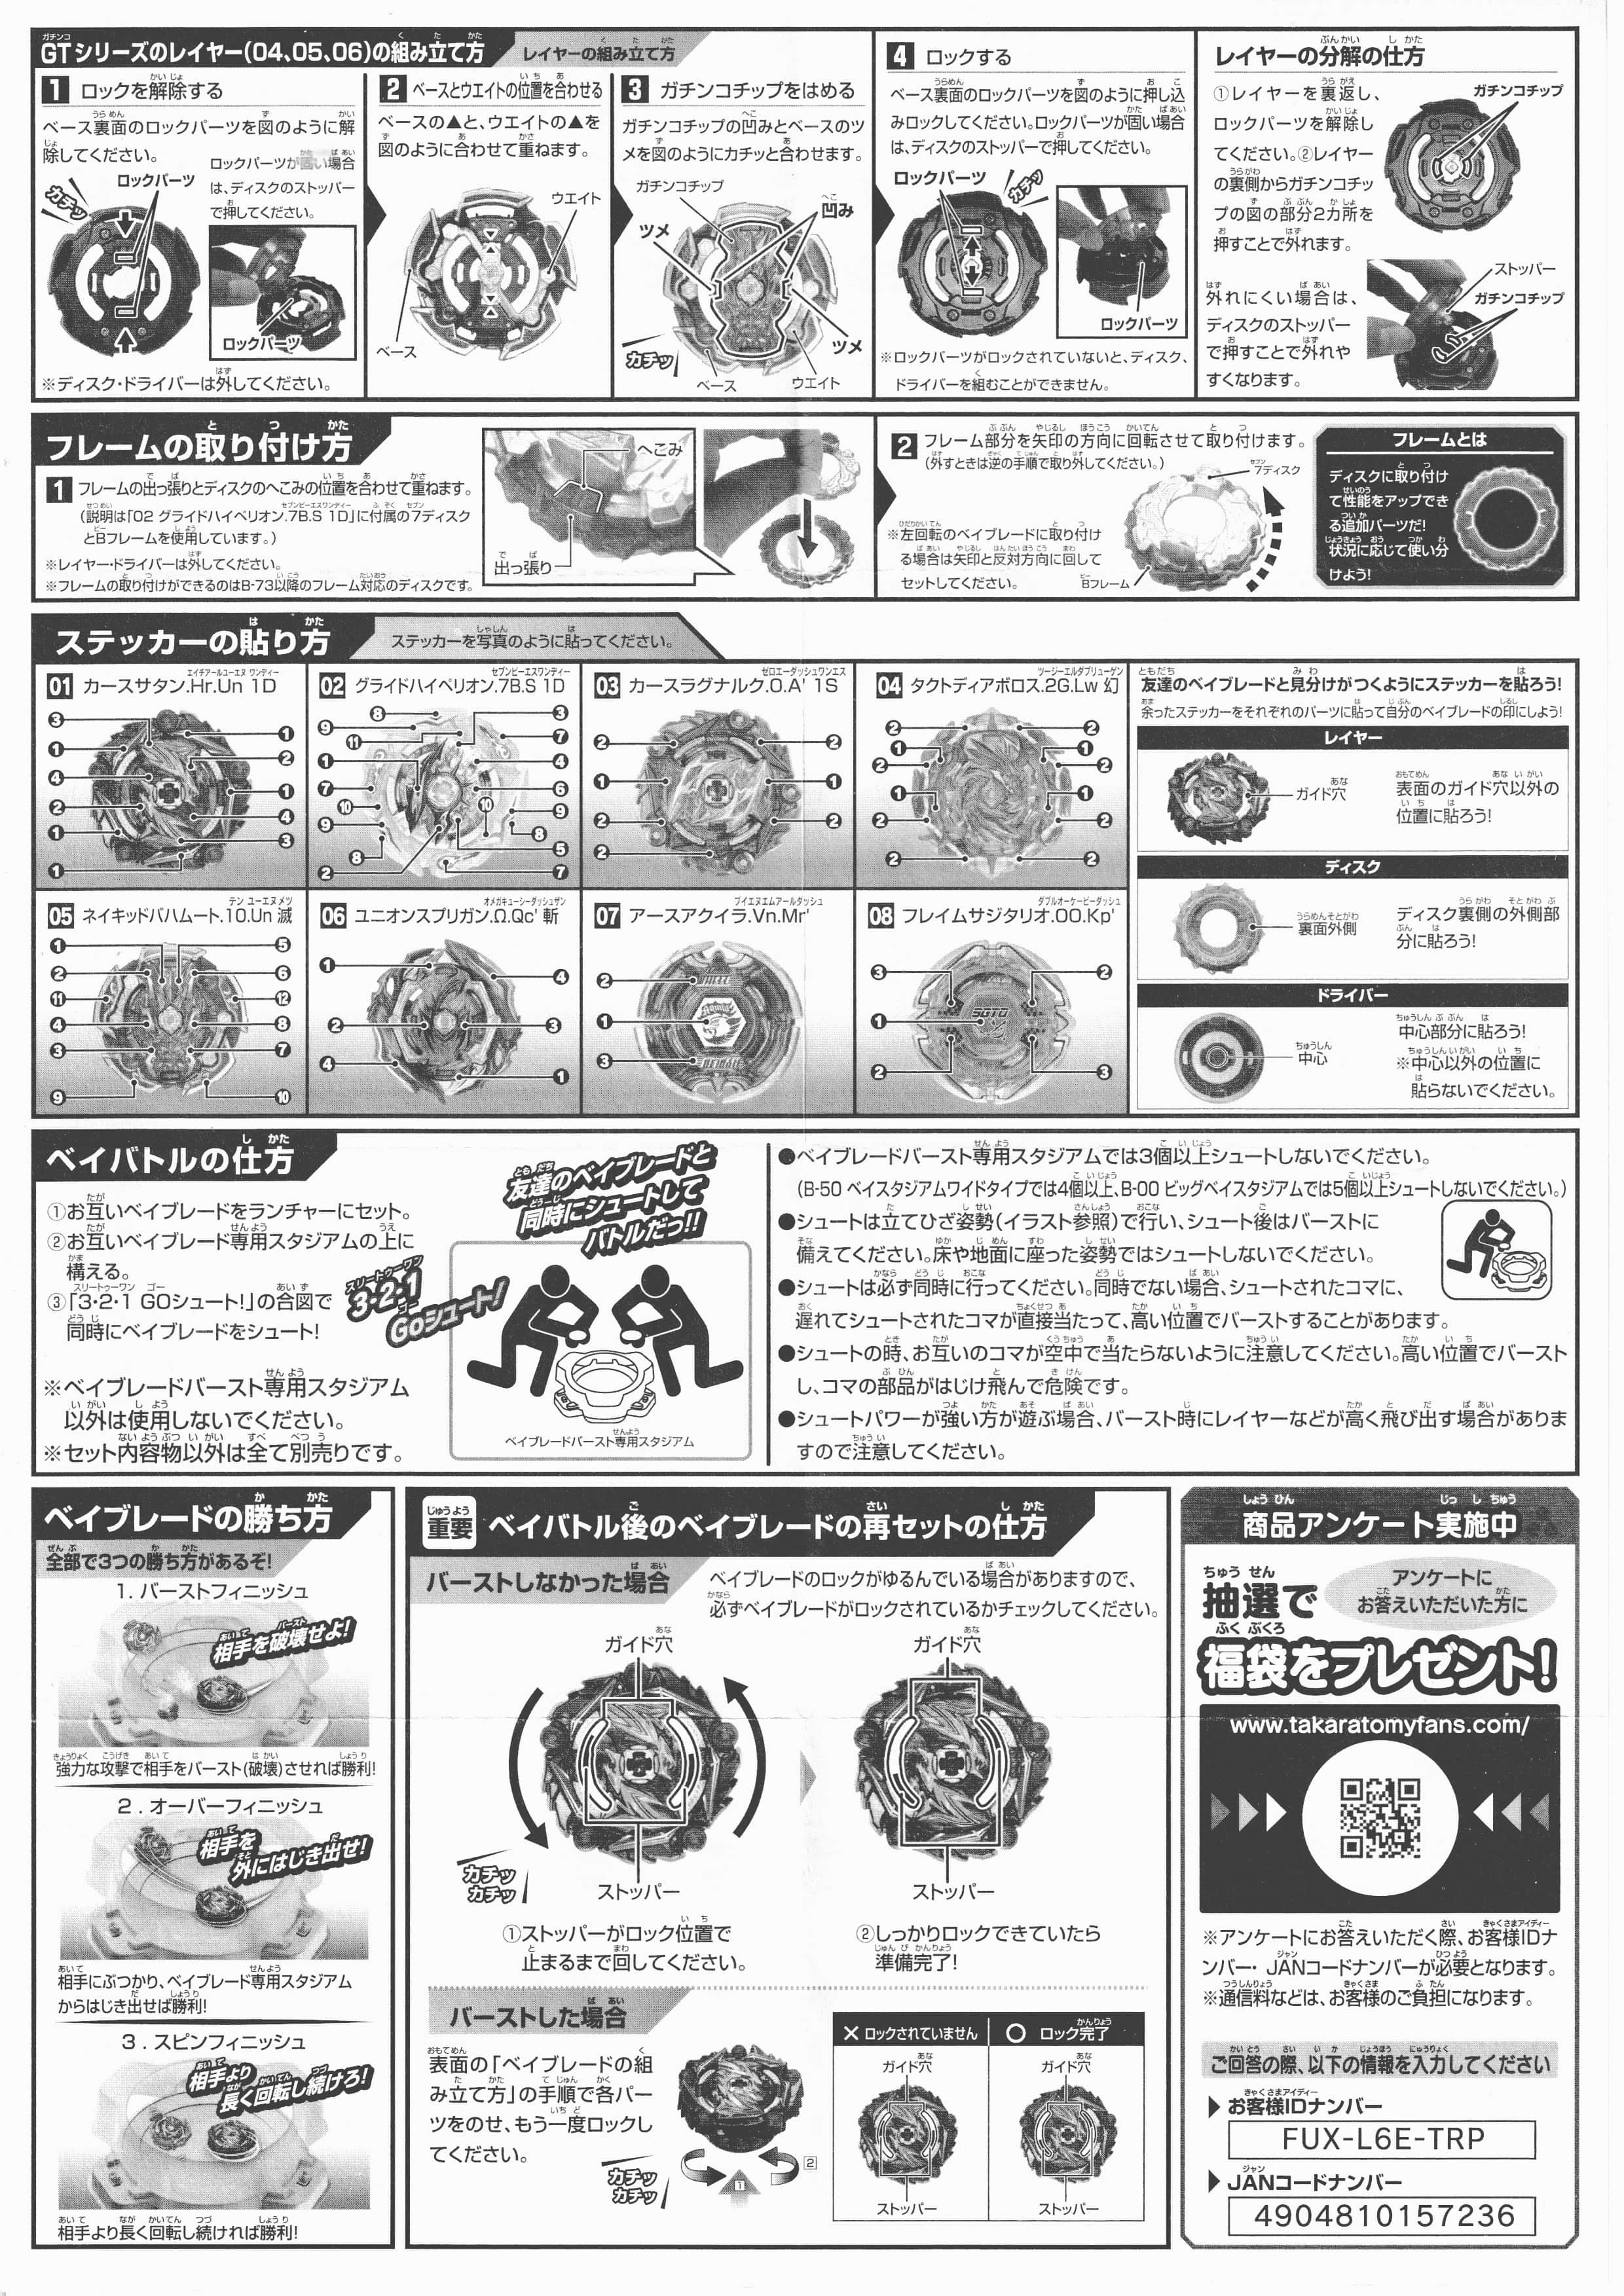 GTシリーズのレイヤー(04、05、06)の組み立て方
レイヤーの組み立て方
1 ロックを解除する
ベース裏面のロックパーツを図のように解
除してください。
ロックパーツが固い場合
は、ディスクのストッパー
で押してください。
ロックパーツ
カチッ
ロックパーツ
※ディスク・ドライバーは外してください。
2 ベースとウエイトの位置を合わせる
ベースの▲と、ウエイトの▲を
図のように合わせて重ねます。
ウエイト
ベース
3 ガチンコチップをはめる
ガチンコチップの凹みとベースのツ
メを図のようにカチッと合わせます。
ガチンコチップ
凹み
ツメ
ツメ
カチッ
ベース
ウエイト
4 ロックする
ベース裏面のロックパーツを図のように押し込
みロックしてください。ロックパーツが固い場合
は、ディスクのストッパーで押してください。
ロックパーツ
カチッ
ロックパーツ
※ロックパーツがロックされていないと、ディスク、
ドライバーを組むことができません。
レイヤーの分解の仕方
①レイヤーを裏返し、
ロックパーツを解除し
てください。②レイヤー
の裏側からガチンコチッ
プの図の部分2カ所を
押すことで外れます。
ガチンコチップ
外れにくい場合は、
ディスクのストッパー
で押すことで外れや
すくなります。
ストッパー
ガチンコチップ
フレームの取り付け方
1 フレームの出っ張りとディスクのへこみの位置を合わせて重ねます。
(説明は「02 グライドハイペリオン.7B.S 1D」に付属の7ディスク
とBフレームを使用しています。)
※レイヤー・ドライバーは外してください。
※フレームの取り付けができるのはB-73以降のフレーム対応のディスクです。
へこみ
出っ張り
2 フレーム部分を矢印の方向に回転させて取り付けます。
(外すときは逆の手順で取り外してください。)
7ディスク
※左回転のベイブレードに取り付け
る場合は矢印と反対方向に回して
セットしてください。
Bフレーム
フレームとは
ディスクに取り付け
て性能をアップでき
る追加パーツだ!
状況に応じて使い分
けよう!
ステッカーの貼り方
ステッカーを写真のように貼ってください。
01 カースサタン.Hr.Un 1D
02 グライドハイペリオン.7B.S 1D
03 カースラグナルク.0.A' 1S
04 タクトディアボロス.2G.Lw 幻
05 ネイキッドバハムート.10.Un 滅
06 ユニオンスプリガン.Ω.Qc' 斬
07 アースアクイラ.Vn.Mr'
08 フレイムサジタリオ.00.Kp'
友達のベイブレードと見分けがつくようにステッカーを貼ろう!
余ったステッカーをそれぞれのパーツに貼って自分のベイブレードの印にしよう!
レイヤー
ガイド穴
表面のガイド穴以外の
位置に貼ろう!
ディスク
裏面外側
ディスク裏側の外側部
分に貼ろう!
ドライバー
中心
中心部分に貼ろう!
※中心以外の位置に
貼らないでください。
ベイバトルの仕方
①お互いベイブレードをランチャーにセット。
②お互いベイブレード専用スタジアムの上に
構える。
③「3・2・1 GOシュート!」の合図で
同時にベイブレードをシュート!
※ベイブレードバースト専用スタジアム
以外は使用しないでください。
※セット内容物以外は全て別売りです。
友達のベイブレードと
同時にシュートして
バトルだっ!!
3・2・1
GOシュート!
ベイブレードバースト専用スタジアム
●ベイブレードバースト専用スタジアムでは3個以上シュートしないでください。
(B-50 ベイスタジアムワイドタイプでは4個以上、B-00 ビッグベイスタジアムでは5個以上シュートしないでください。)
●シュートは立てひざ姿勢(イラスト参照)で行い、シュート後はバーストに
備えてください。床や地面に座った姿勢ではシュートしないでください。
●シュートは必ず同時に行ってください。同時でない場合、シュートされたコマに、
遅れてシュートされたコマが直接当たって、高い位置でバーストすることがあります。
●シュートの時、お互いのコマが空中で当たらないように注意してください。高い位置でバースト
し、コマの部品がはじけ飛んで危険です。
●シュートパワーが強い方が遊ぶ場合、バースト時にレイヤーなどが高く飛び出す場合がありま
すので注意してください。
ベイブレードの勝ち方
全部で3つの勝ち方があるぞ!
1. バーストフィニッシュ
相手を破壊せよ!
強力な攻撃で相手をバースト(破壊)させれば勝利!
2. オーバーフィニッシュ
相手を
外にはじき出せ!
相手にぶつかり、ベイブレード専用スタジアム
からはじき出せば勝利!
3. スピンフィニッシュ
相手より
長く回転し続けろ!
相手より長く回転し続ければ勝利!
重要 ベイバトル後のベイブレードの再セットの仕方
バーストしなかった場合
ベイブレードのロックがゆるんでいる場合がありますので、
必ずベイブレードがロックされているかチェックしてください。
ガイド穴
ガイド穴
カチッ
カチッ
ストッパー
ストッパー
①ストッパーがロック位置で
止まるまで回してください。
②しっかりロックできていたら
準備完了!
バーストした場合
表面の「ベイブレードの組
み立て方」の手順で各パー
ツをのせ、もう一度ロックし
てください。
カチッ
カチッ
1
2
× ロックされていません
○ ロック完了
ガイド穴
ガイド穴
ストッパー
ストッパー
商品アンケート実施中
抽選で
アンケートに
お答えいただいた方に
福袋をプレゼント!
www.takaratomyfans.com/
※アンケートにお答えいただく際、お客様IDナ
ンバー・JANコードナンバーが必要となります。
※通信料などは、お客様のご負担になります。
ご回答の際、以下の情報を入力してください
お客様IDナンバー
FUX-L6E-TRP
JANコードナンバー
4904810157236